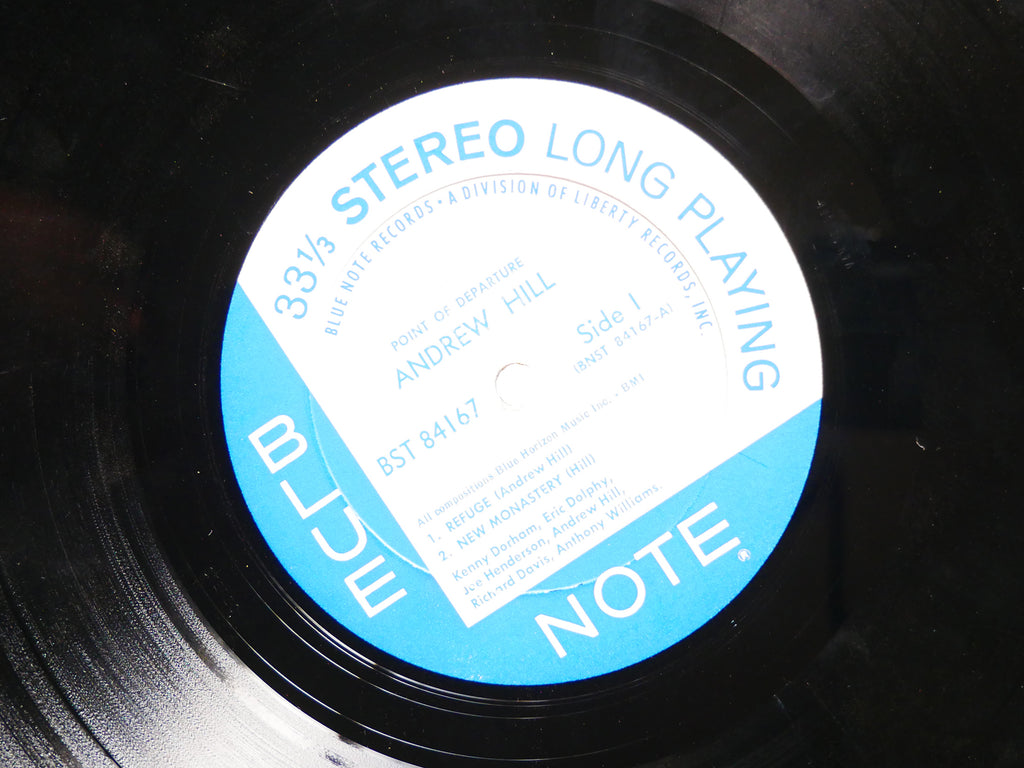 33⅓ STEREO LONG PLAYING
BLUE NOTE RECORDS • A DIVISION OF LIBERTY RECORDS, INC.
POINT OF DEPARTURE
ANDREW HILL
BST 84167
Side 1
(BNST 84167-A)
All compositions Blue Horizon Music Inc. - BMI
1. REFUGE (Andrew Hill)
2. NEW MONASTERY (Hill)
Kenny Dorham, Eric Dolphy,
Joe Henderson, Andrew Hill,
Richard Davis, Anthony Williams.
BLUE NOTE®